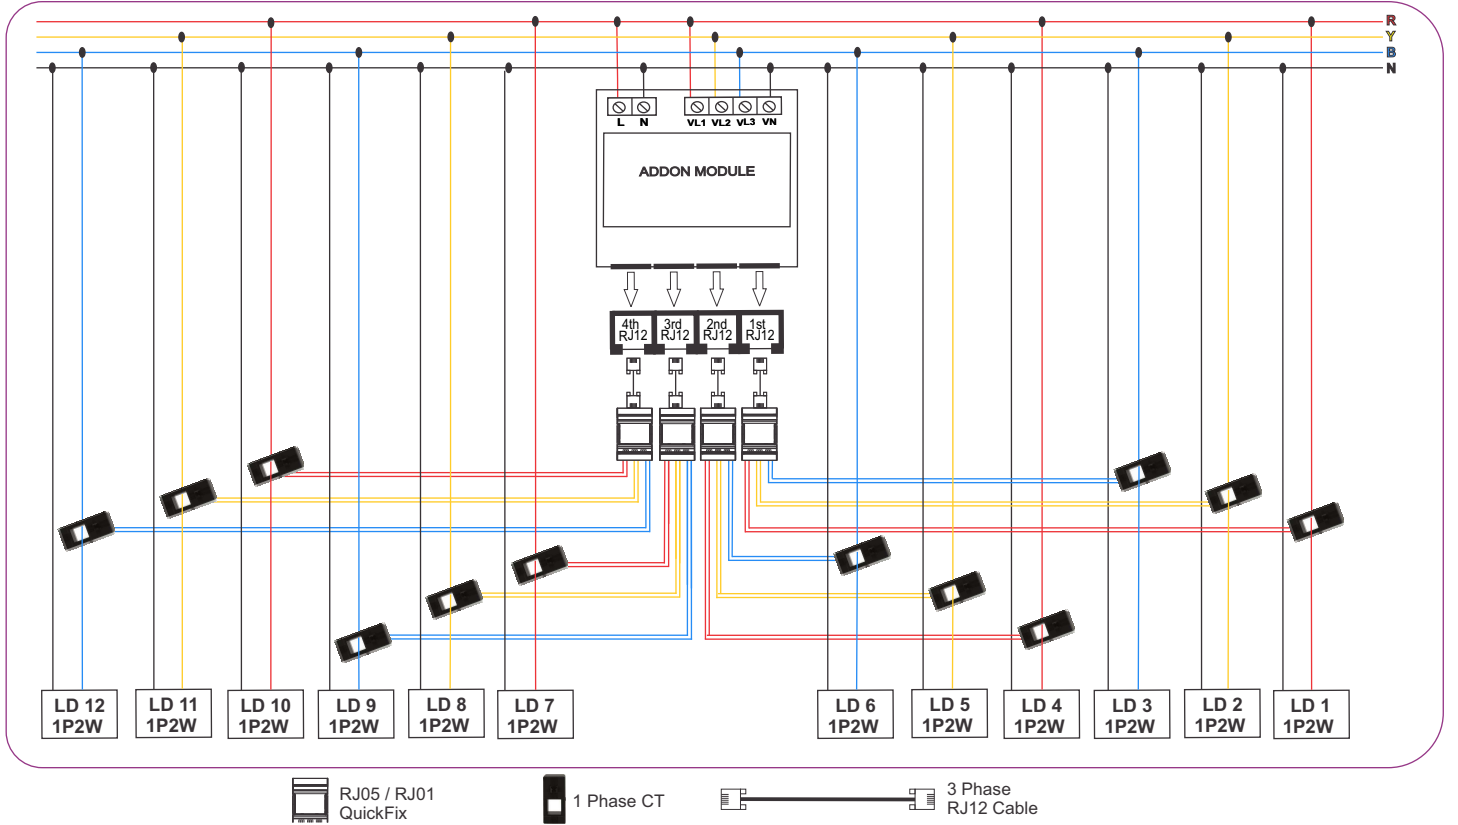 R
Y
B
N
L N VL1 VL2 VL3 VN
ADDON MODULE
4th 3rd 2nd 1st
RJ12 RJ12 RJ12 RJ12
LD 12 LD 11 LD 10 LD 9 LD 8 LD 7 LD 6 LD 5 LD 4 LD 3 LD 2 LD 1
1P2W 1P2W 1P2W 1P2W 1P2W 1P2W 1P2W 1P2W 1P2W 1P2W 1P2W 1P2W
RJ05 / RJ01
QuickFix
1 Phase CT
3 Phase
RJ12 Cable